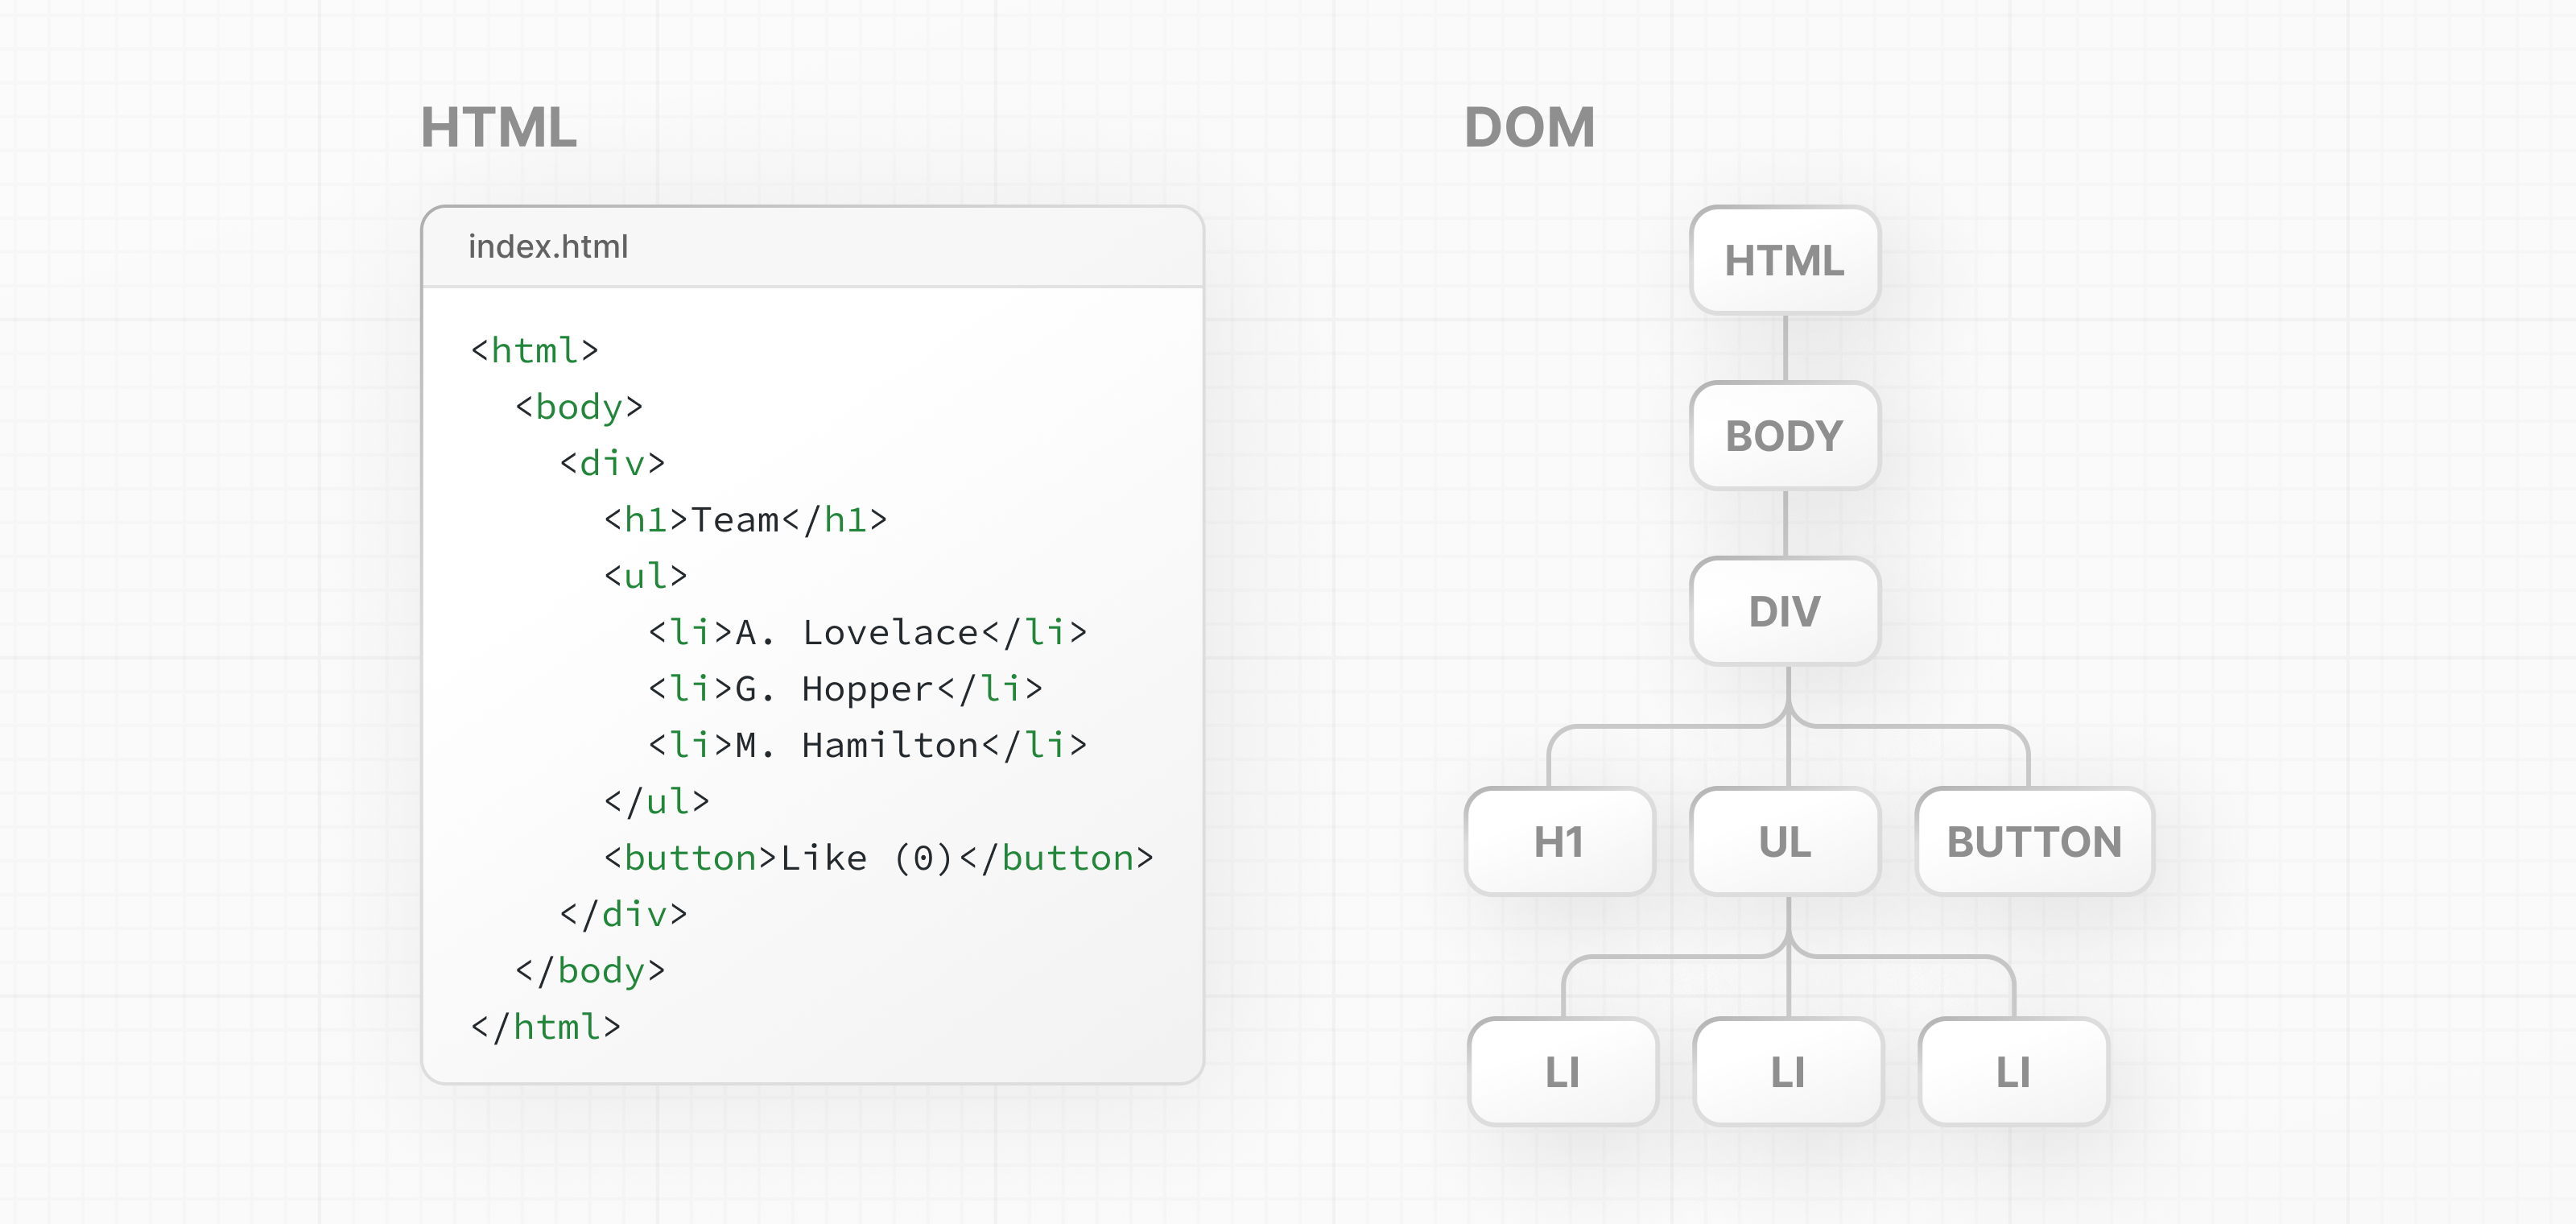 HTML
index.html
<html>
<body>
<div>
<h1>Team</h1>
<ul>
<li>A. Lovelace</li>
<li>G. Hopper</li>
<li>M. Hamilton</li>
</ul>
<button>Like (0)</button>
</div>
</body>
</html>
DOM
HTML
BODY
DIV
H1 UL BUTTON
LI LI LI